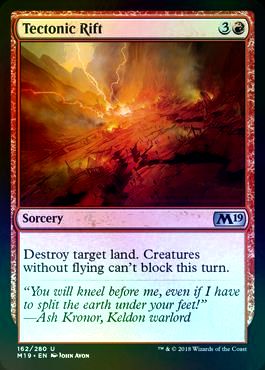 Tectonic Rift 3
Sorcery M19
Destroy target land. Creatures
without flying can't block this turn.
"You will kneel before me, even if I have
to split the earth under your feet!"
—Ash Kronor, Keldon warlord
162/280 U
M19 • EN JOHN AVON
™ & © 2018 Wizards of the Coast